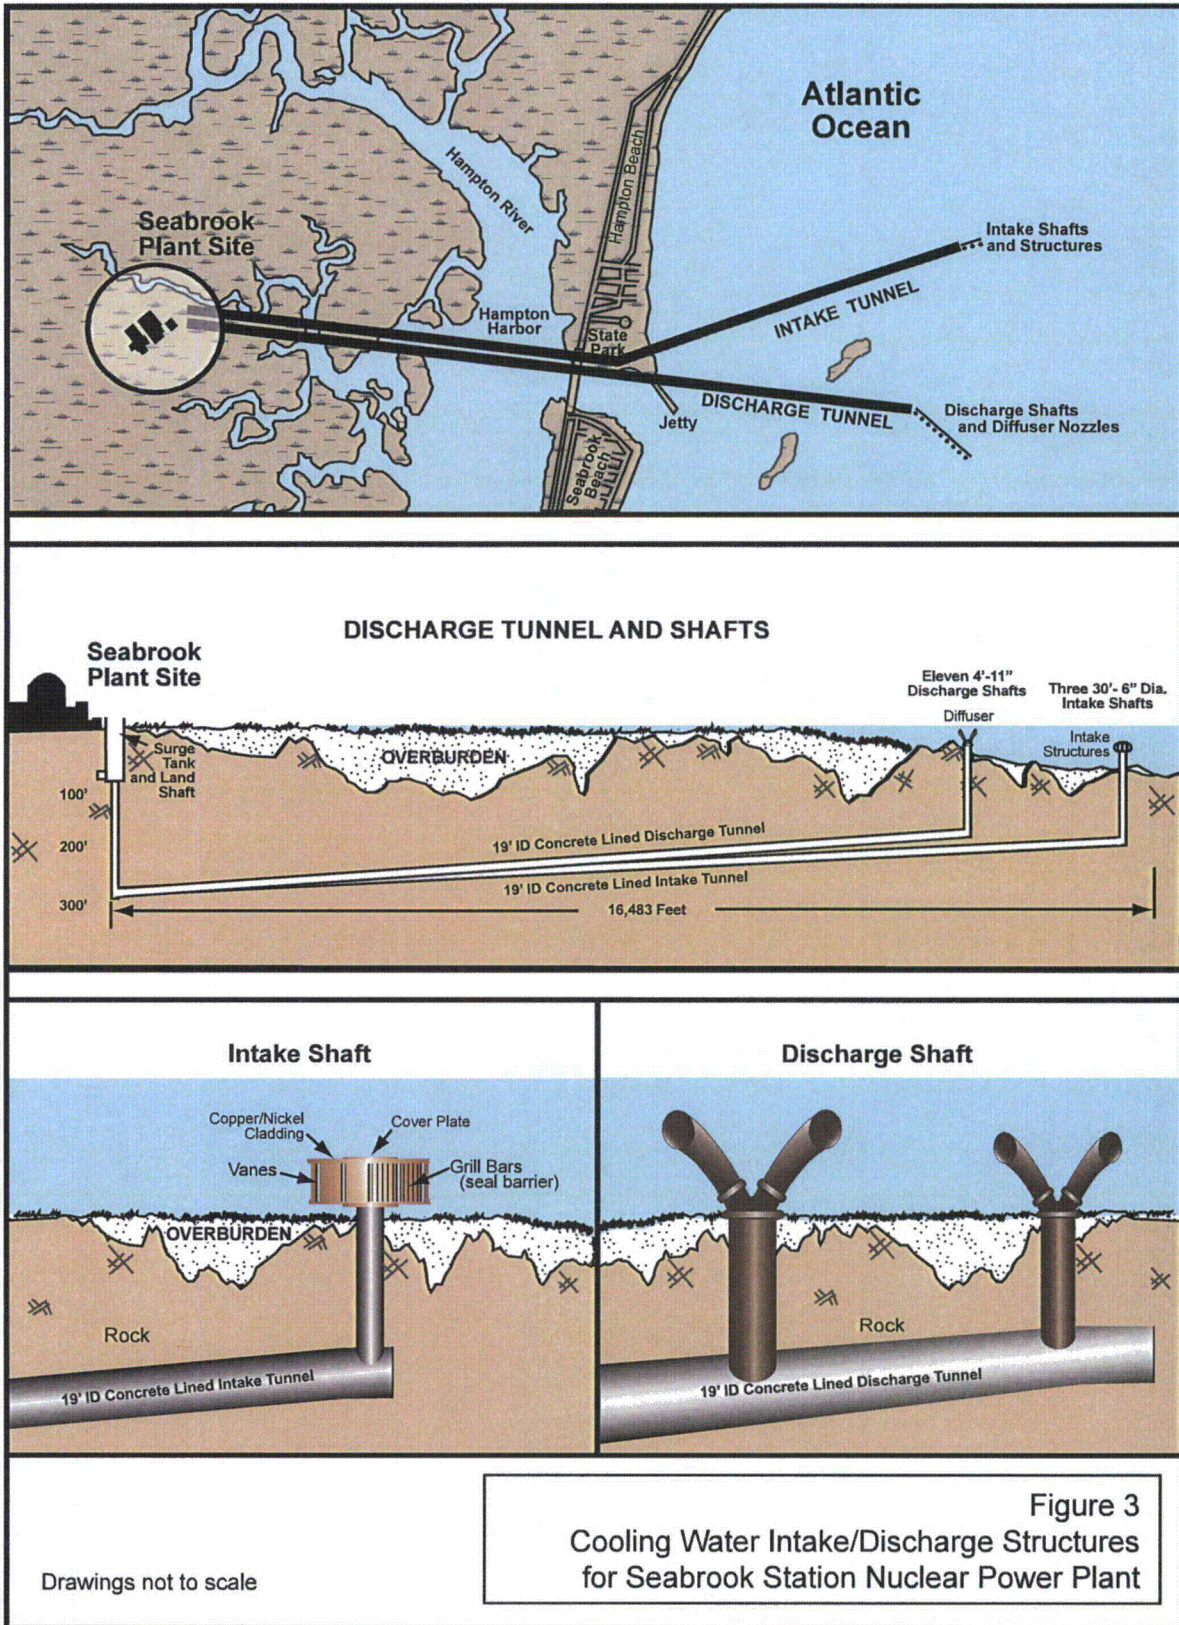 Atlantic
Ocean
Hampton River
Hampton Beach
Seabrook
Plant Site
Intake Shafts
and Structures
INTAKE TUNNEL
Hampton
Harbor
State
Park
DISCHARGE TUNNEL
Jetty
Discharge Shafts
and Diffuser Nozzles
Seabrook
Beach
DISCHARGE TUNNEL AND SHAFTS
Seabrook
Plant Site
Eleven 4'-11"
Discharge Shafts
Three 30'- 6" Dia.
Intake Shafts
Diffuser
Intake
Structures
Surge
Tank
and Land
Shaft
OVERBURDEN
100'
200'
300'
19' ID Concrete Lined Discharge Tunnel
19' ID Concrete Lined Intake Tunnel
16,483 Feet
Intake Shaft
Copper/Nickel
Cladding
Cover Plate
Vanes
Grill Bars
(seal barrier)
OVERBURDEN
Rock
19' ID Concrete Lined Intake Tunnel
Discharge Shaft
Rock
19' ID Concrete Lined Discharge Tunnel
Drawings not to scale
Figure 3
Cooling Water Intake/Discharge Structures
for Seabrook Station Nuclear Power Plant